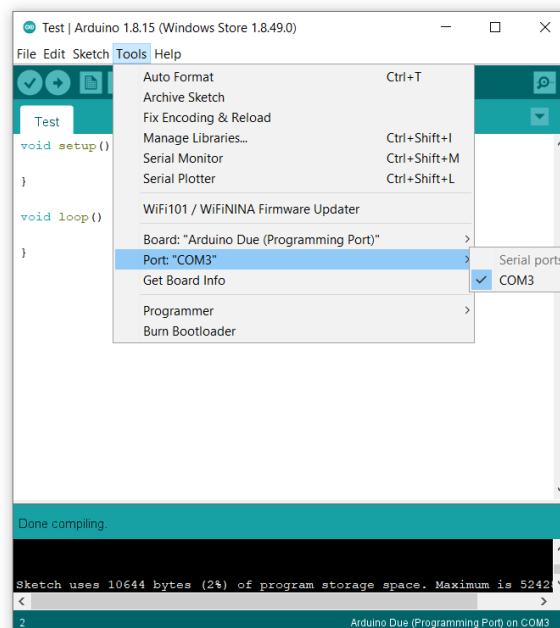 Test | Arduino 1.8.15 (Windows Store 1.8.49.0)
File Edit Sketch Tools Help
Auto Format Ctrl+T
Archive Sketch
Fix Encoding & Reload
Manage Libraries... Ctrl+Shift+I
Serial Monitor Ctrl+Shift+M
Serial Plotter Ctrl+Shift+L
WiFi101 / WiFiNINA Firmware Updater
Board: "Arduino Due (Programming Port)"
Port: "COM3"
Get Board Info
Programmer
Burn Bootloader
Serial ports
COM3
Test
void setup()
}
void loop()
}
Done compiling.
Sketch uses 10644 bytes (2%) of program storage space. Maximum is 5242
2 Arduino Due (Programming Port) on COM3